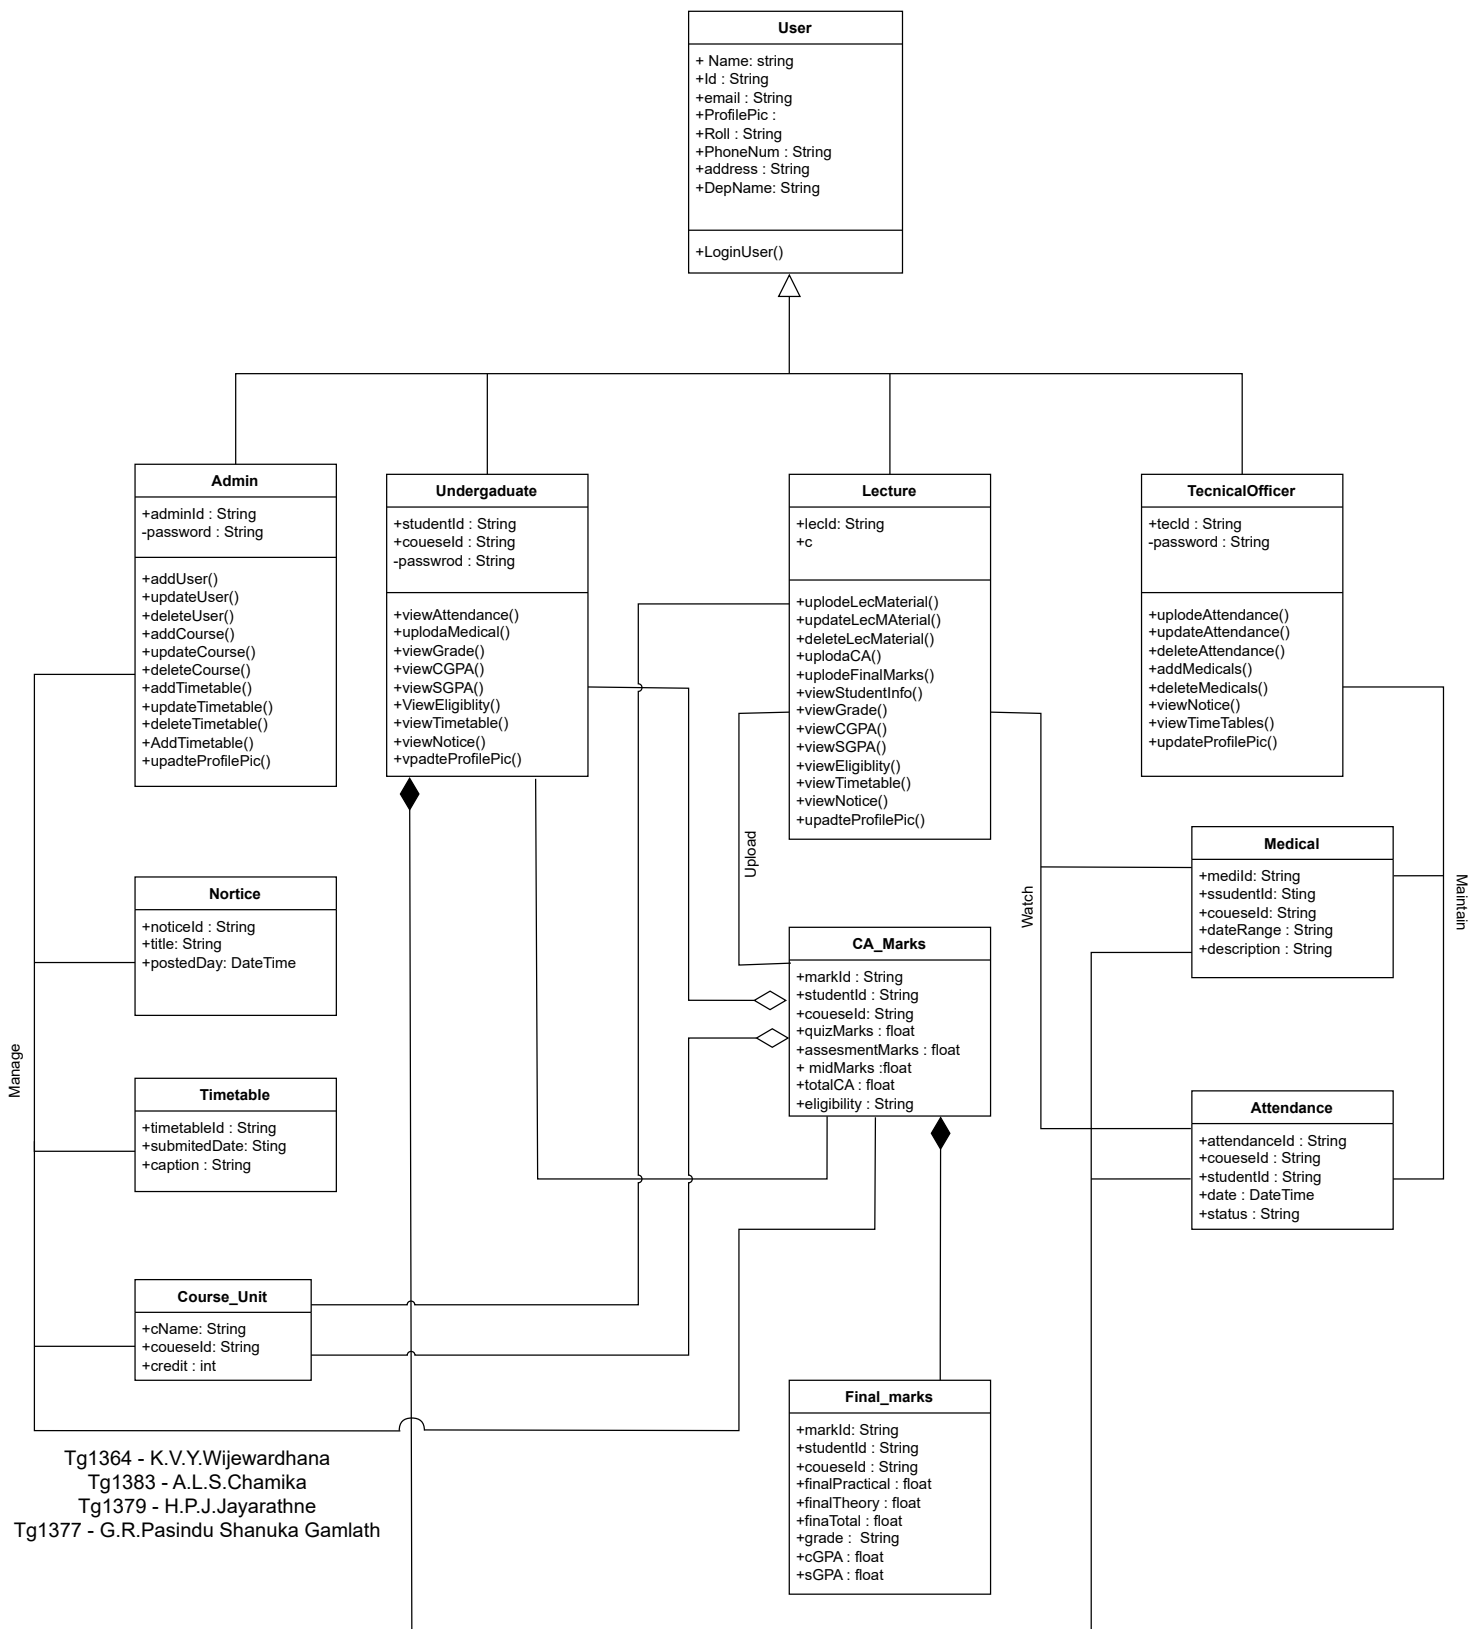 User
+ Name: string
+Id : String
+email : String
+ProfilePic :
+Roll : String
+PhoneNum : String
+address : String
+DepName: String
+LoginUser()
Admin
+adminId : String
-password : String
+addUser()
+updateUser()
+deleteUser()
+addCourse()
+updateCourse()
+deleteCourse()
+addTimetable()
+updateTimetable()
+deleteTimetable()
+AddTimetable()
+upadteProfilePic()
Undergaduate
+studentId : String
+coueseId : String
-passwrod : String
+viewAttendance()
+uplodaMedical()
+viewGrade()
+viewCGPA()
+viewSGPA()
+ViewEligiblity()
+viewTimetable()
+viewNotice()
+vpadteProfilePic()
Lecture
+lecId: String
+c
+uplodeLecMaterial()
+updateLecMAterial()
+deleteLecMaterial()
+uplodaCA()
+uplodeFinalMarks()
+viewStudentInfo()
+viewGrade()
+viewCGPA()
+viewSGPA()
+viewEligiblity()
+viewTimetable()
+viewNotice()
+upadteProfilePic()
TecnicalOfficer
+tecId : String
-password : String
+uplodeAttendance()
+updateAttendance()
+deleteAttendance()
+addMedicals()
+deleteMedicals()
+viewNotice()
+viewTimeTables()
+updateProfilePic()
Upload
Watch
Medical
+mediId: String
+ssudentId: Sting
+coueseId: String
+dateRange : String
+description : String
Maintain
Nortice
+noticeId : String
+title: String
+postedDay: DateTime
CA_Marks
+markId : String
+studentId : String
+coueseId: String
+quizMarks : float
+assesmentMarks : float
+ midMarks :float
+totalCA : float
+eligibility : String
Manage
Timetable
+timetableId : String
+submitedDate: Sting
+caption : String
Attendance
+attendanceId : String
+coueseId : String
+studentId : String
+date : DateTime
+status : String
Course_Unit
+cName: String
+coueseId: String
+credit : int
Final_marks
+markId: String
+studentId : String
+coueseId : String
+finalPractical : float
+finalTheory : float
+finaTotal : float
+grade :  String
+cGPA : float
+sGPA : float
Tg1364 - K.V.Y.Wijewardhana
Tg1383 - A.L.S.Chamika
Tg1379 - H.P.J.Jayarathne
Tg1377 - G.R.Pasindu Shanuka Gamlath